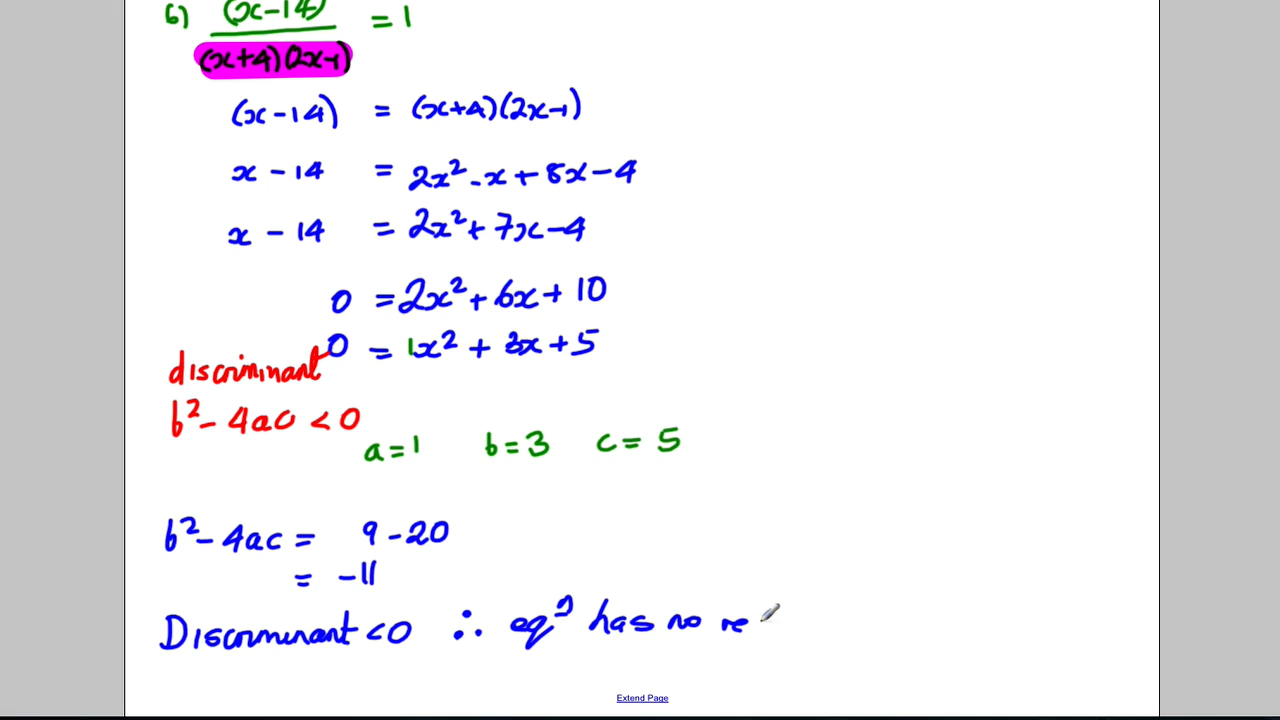 b) (x-14) = 1
(x+4)(2x-1)
(x-14) = (x+4)(2x-1)
x - 14 = 2x² - x + 8x - 4
x - 14 = 2x² + 7x - 4
0 = 2x² + 6x + 10
0 = 1x² + 3x + 5
discriminant
b² - 4ac < 0
a = 1 b = 3 c = 5
b² - 4ac = 9 - 20
= -11
Discriminant < 0 ∴ eqⁿ has no re
Extend Page